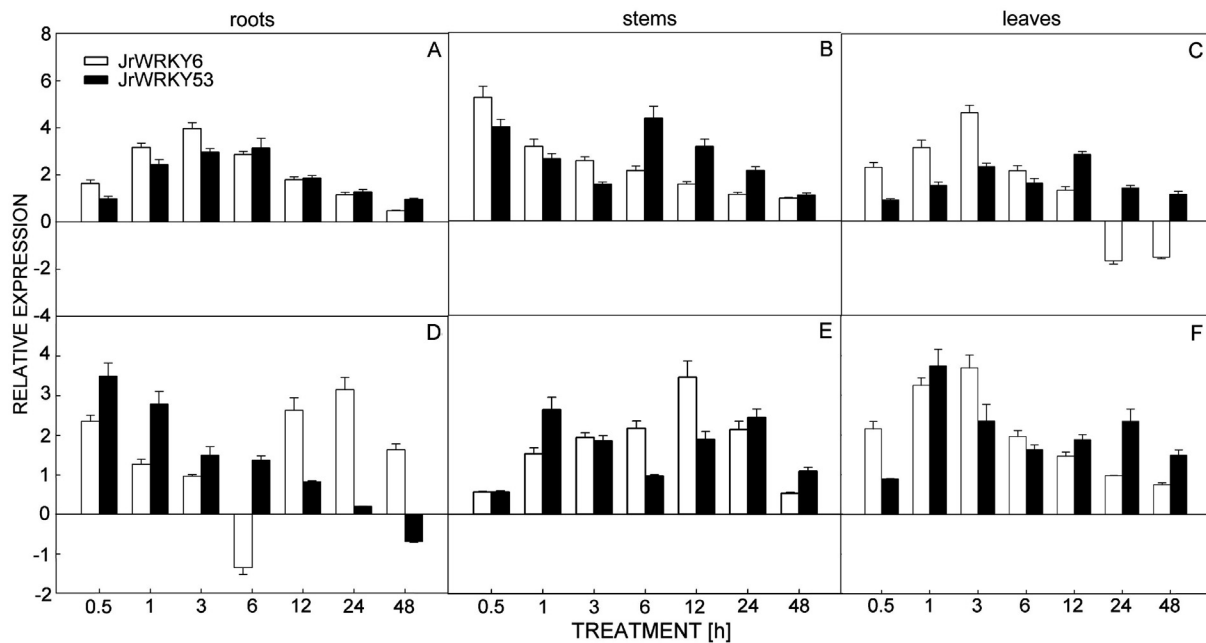 roots stems leaves
8 A B C
JrWRKY6
JrWRKY53
6
4
2
0
-2
-4
RELATIVE EXPRESSION
D E F
4
3
2
1
0
-1
-2
0.5 1 3 6 12 24 48 0.5 1 3 6 12 24 48 0.5 1 3 6 12 24 48
TREATMENT [h]